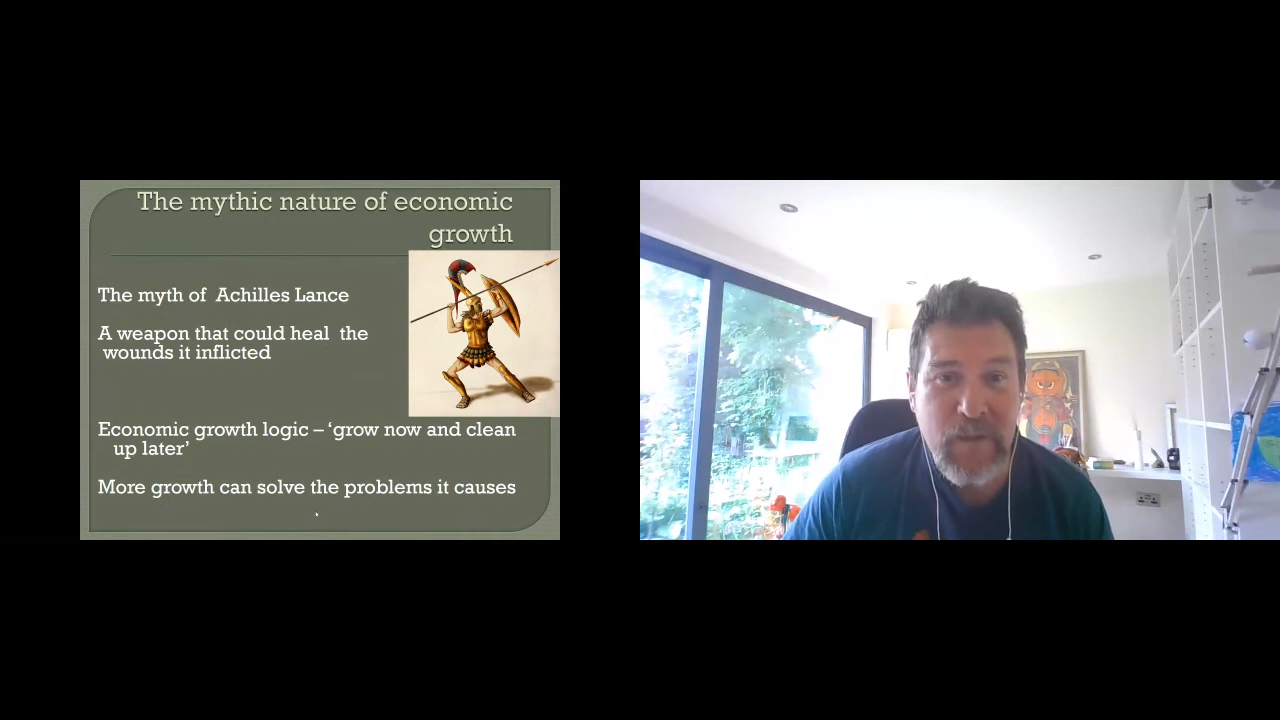 The mythic nature of economic
growth
The myth of Achilles Lance
A weapon that could heal the
wounds it inflicted
Economic growth logic – ‘grow now and clean
up later’
More growth can solve the problems it causes